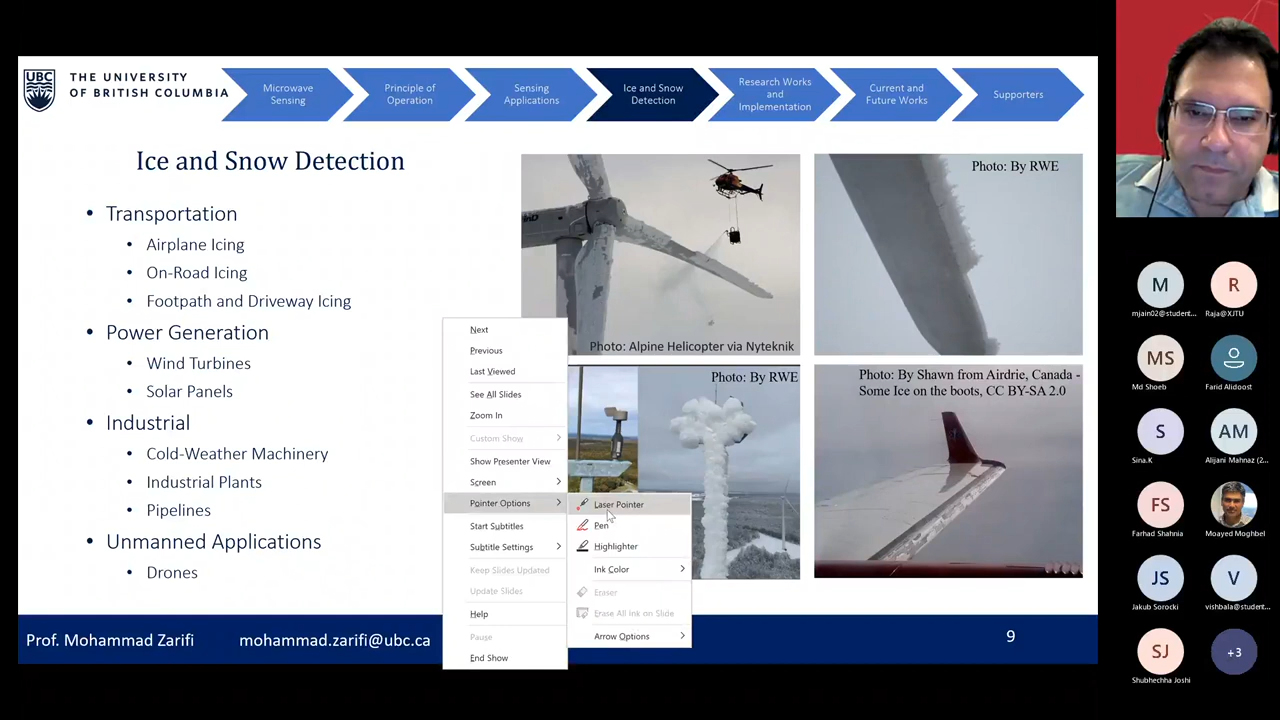 UBC
THE UNIVERSITY
OF BRITISH COLUMBIA
Microwave
Sensing
Principle of
Operation
Sensing
Applications
Ice and Snow
Detection
Research Works
and
Implementation
Current and
Future Works
Supporters
Ice and Snow Detection
• Transportation
• Airplane Icing
• On-Road Icing
• Footpath and Driveway Icing
• Power Generation
• Wind Turbines
• Solar Panels
• Industrial
• Cold-Weather Machinery
• Industrial Plants
• Pipelines
• Unmanned Applications
• Drones
Photo: Alpine Helicopter via Nyteknik
Photo: By RWE
Photo: By RWE
Photo: By Shawn from Airdrie, Canada -
Some Ice on the boots, CC BY-SA 2.0
Next
Previous
Last Viewed
See All Slides
Zoom In
Custom Show
Show Presenter View
Screen
Pointer Options
Start Subtitles
Subtitle Settings
Keep Slides Updated
Update Slides
Help
Pause
End Show
Laser Pointer
Pen
Highlighter
Ink Color
Eraser
Erase All Ink on Slide
Arrow Options
Prof. Mohammad Zarifi mohammad.zarifi@ubc.ca
9
M
mjain02@student...
R
Raja@XJTU
MS
Md Shoeb
Farid Alidoost
S
Sina.K
AM
Alijani Mahnaz (2...
FS
Farhad Shahnia
Moayed Moghbel
JS
Jakub Sorocki
V
vishbala@student...
SJ
Shubhechha Joshi
+3